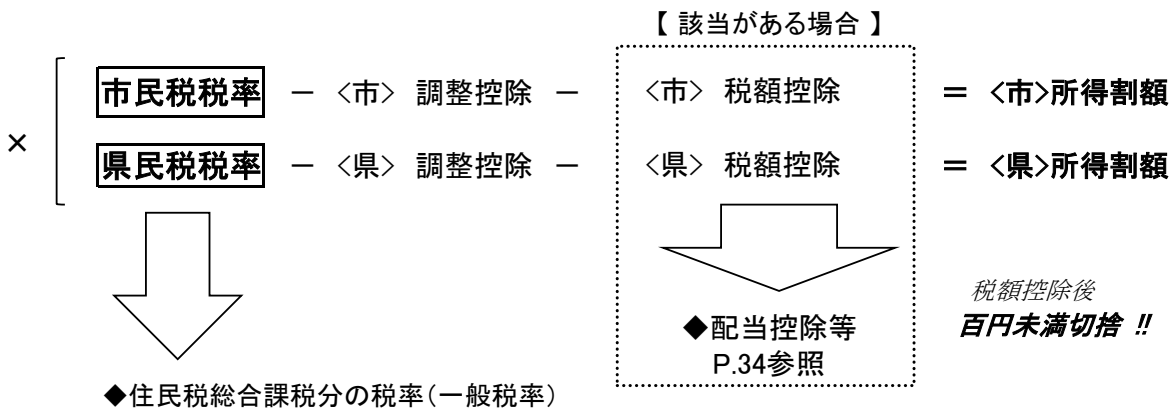 【 該当がある場合 】
市民税税率 － <市> 調整控除 － <市> 税額控除 ＝ <市>所得割額
×
県民税税率 － <県> 調整控除 － <県> 税額控除 ＝ <県>所得割額
税額控除後
百円未満切捨 !!
◆配当控除等
P.34参照
◆住民税総合課税分の税率（一般税率）